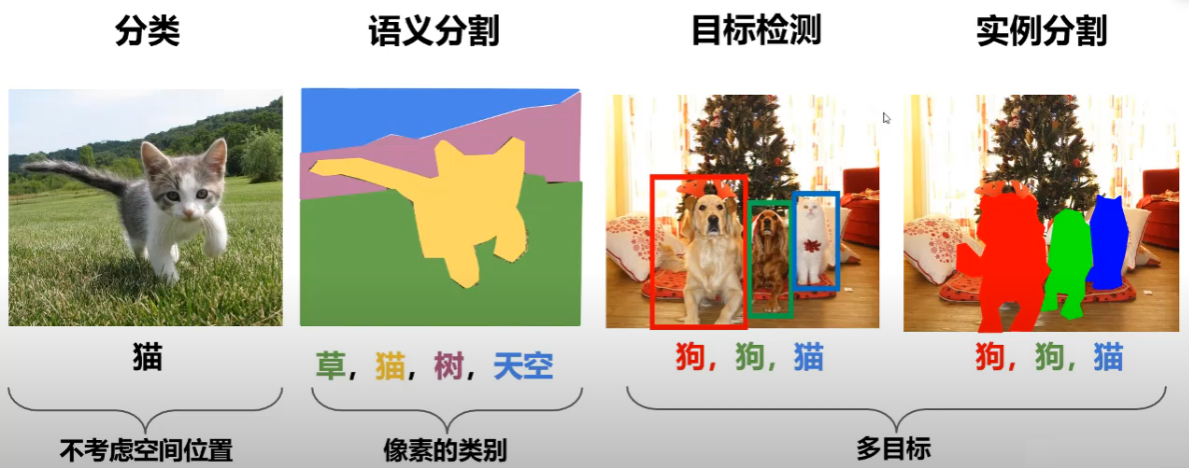 分类
语义分割
目标检测
实例分割
猫
草，猫，树，天空
狗，狗，猫
狗，狗，猫
不考虑空间位置
像素的类别
多目标